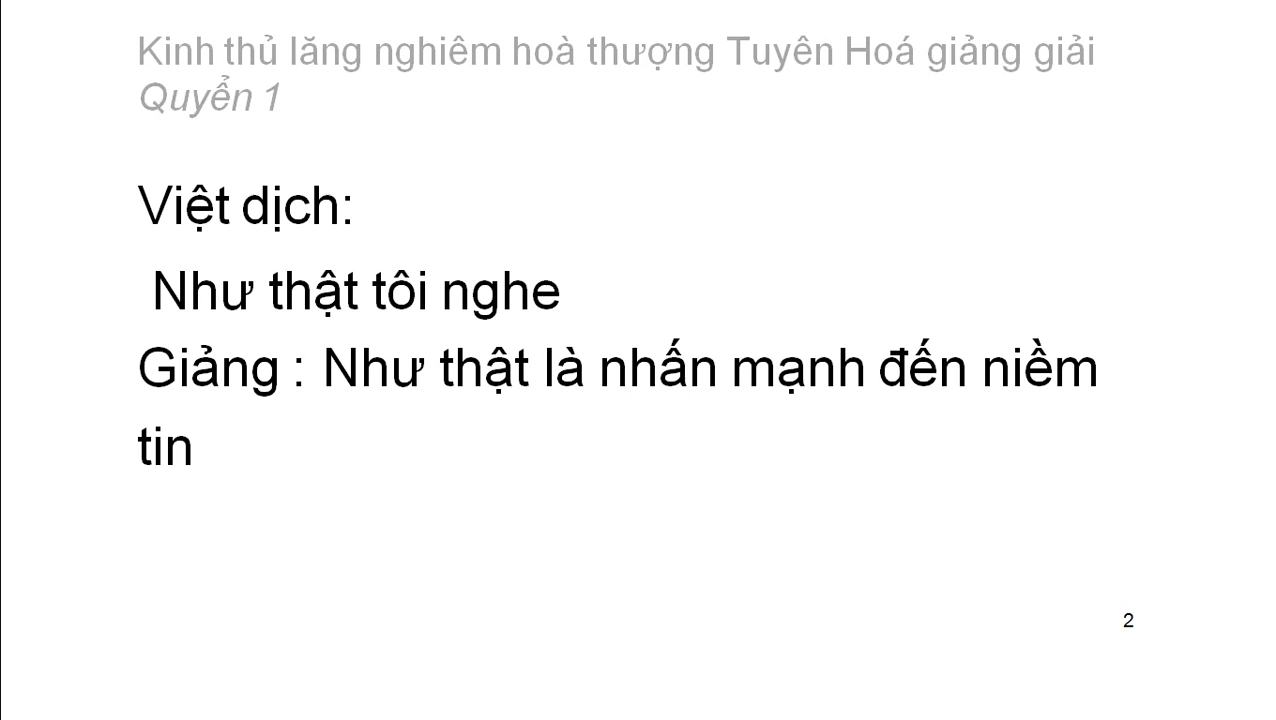 Kinh thủ lăng nghiêm hoà thượng Tuyên Hoá giảng giải
Quyển 1
Việt dịch:
Như thật tôi nghe
Giảng : Như thật là nhấn mạnh đến niềm
tin
2